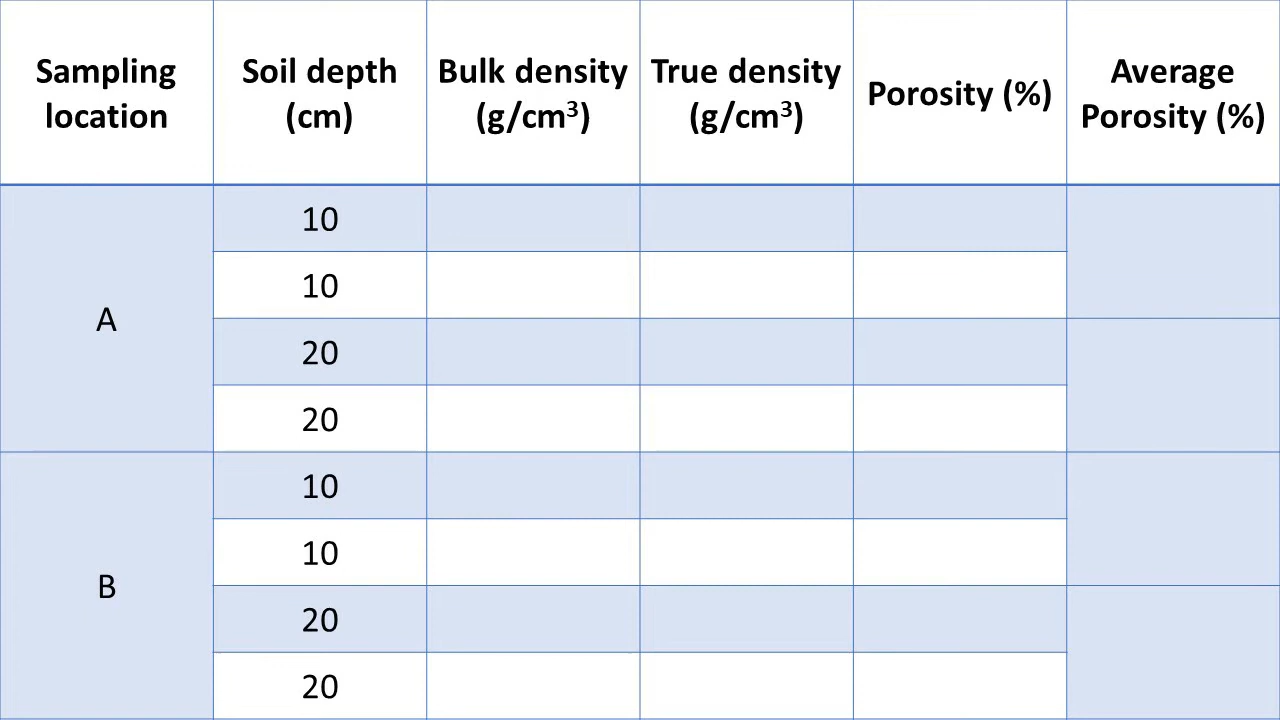 Sampling location
Soil depth (cm)
Bulk density (g/cm³)
True density (g/cm³)
Porosity (%)
Average Porosity (%)
A
10
10
20
20
B
10
10
20
20